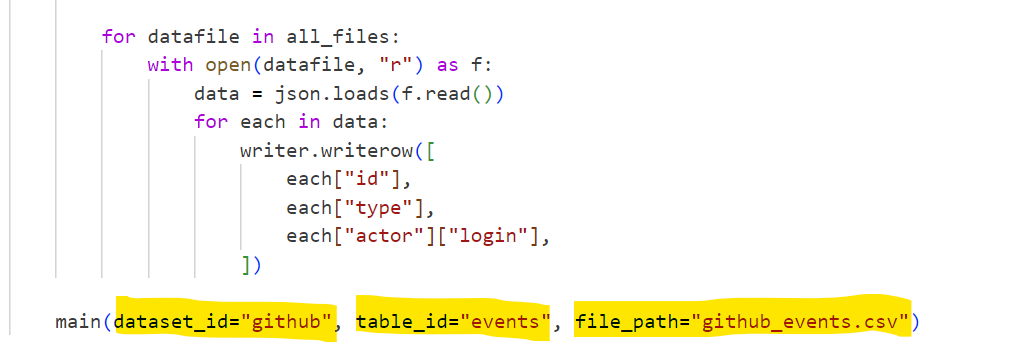 for datafile in all_files:
with open(datafile, "r") as f:
data = json.loads(f.read())
for each in data:
writer.writerow([
each["id"],
each["type"],
each["actor"]["login"],
])
main(dataset_id="github", table_id="events", file_path="github_events.csv")